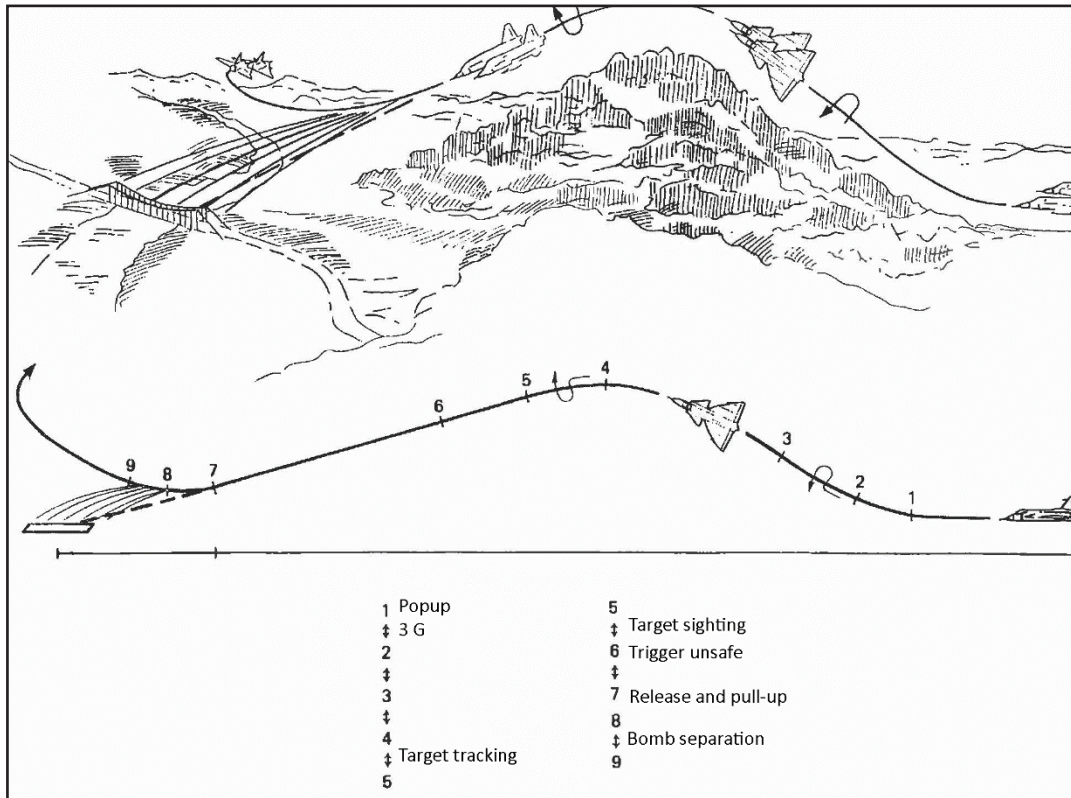 5
4
6
3
9
8
7
2
1
1 Popup
↕ 3 G
2
↕
3
↕
4
↕ Target tracking
5
5
↕ Target sighting
6 Trigger unsafe
↕
7 Release and pull-up
8
↕ Bomb separation
9